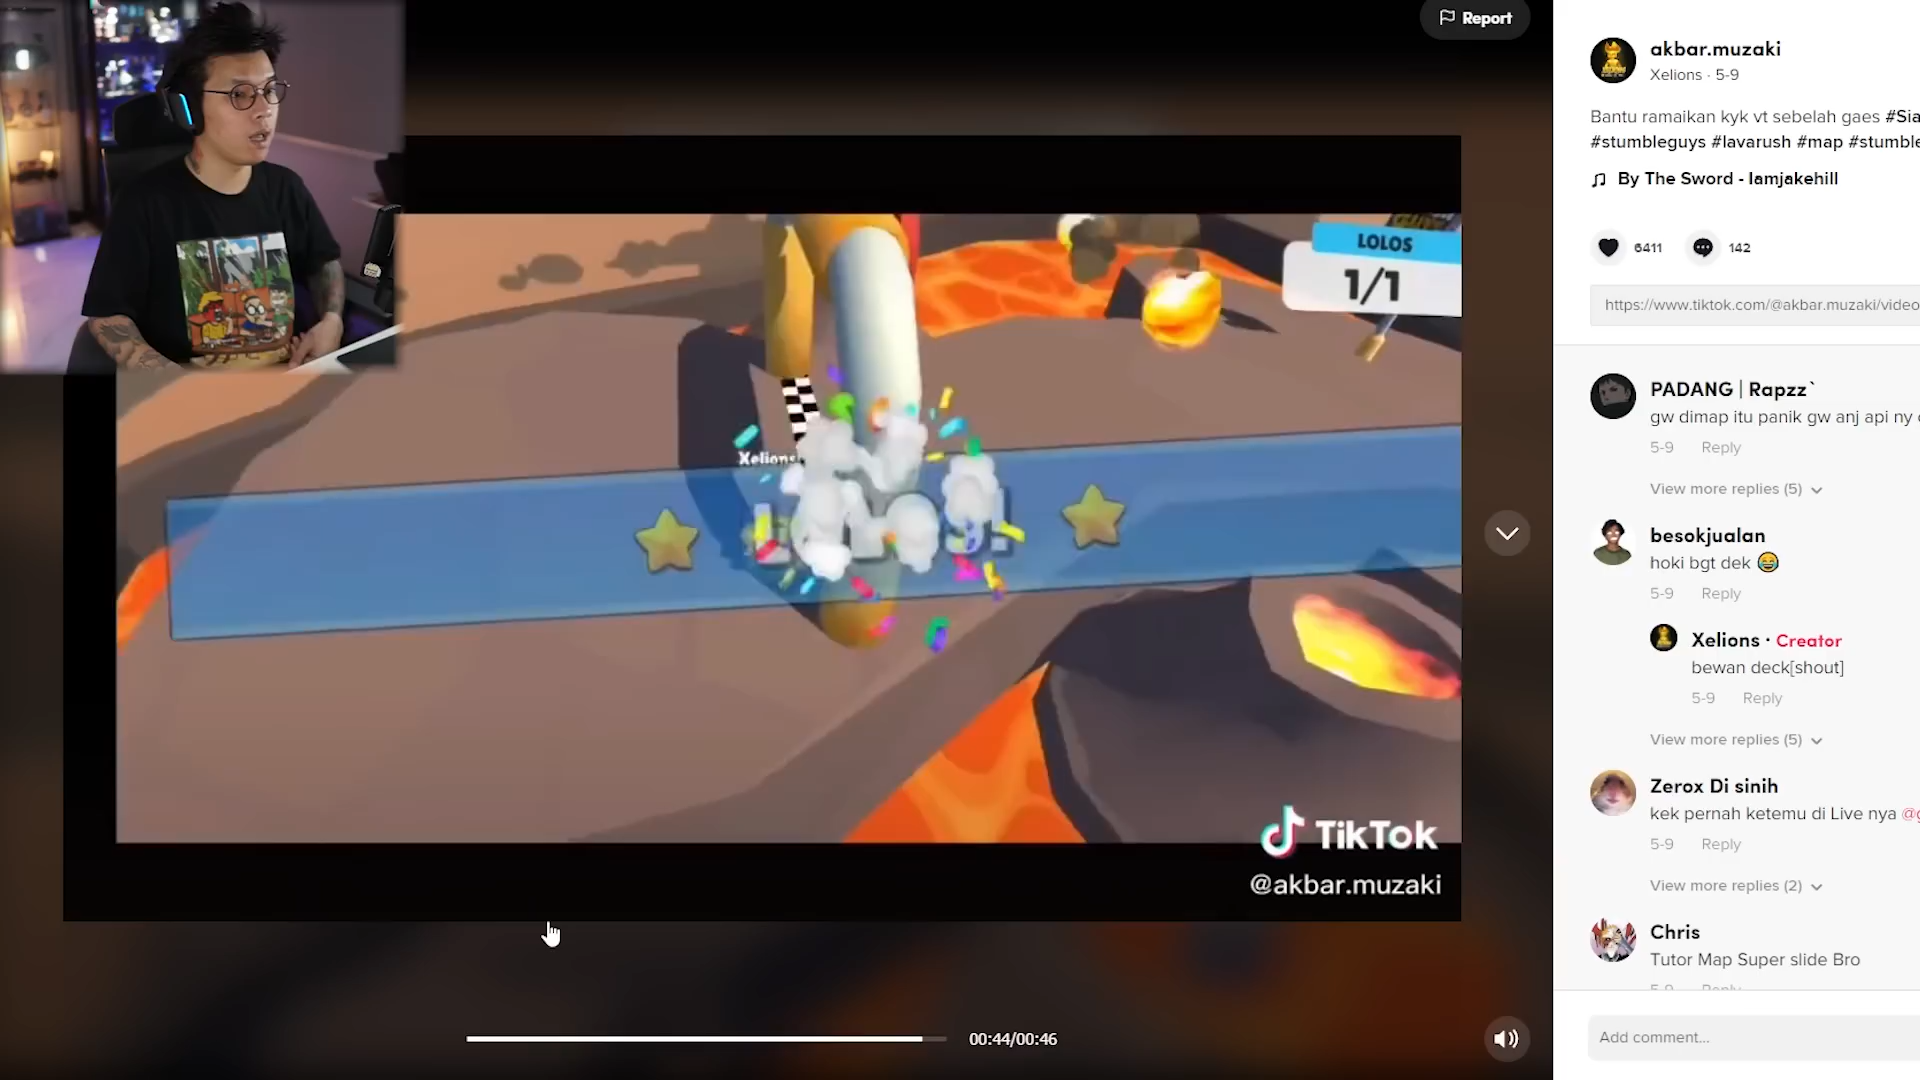 Report
LOLOS
1/1
Xelions
TikTok
@akbar.muzaki
00:44/00:46
akbar.muzaki
Xelions · 5-9
Bantu ramaikan kyk vt sebelah gaes #Sia
#stumbleguys #lavarush #map #stumble
By The Sword - Iamjakehill
6411
142
https://www.tiktok.com/@akbar.muzaki/video
PADANG | Rapzz`
gw dimap itu panik gw anj api ny
5-9 Reply
View more replies (5)
besokjualan
hoki bgt dek 😂
5-9 Reply
Xelions · Creator
bewan deck[shout]
5-9 Reply
View more replies (5)
Zerox Di sinih
kek pernah ketemu di Live nya @g
5-9 Reply
View more replies (2)
Chris
Tutor Map Super slide Bro
5-9 Reply
Add comment...